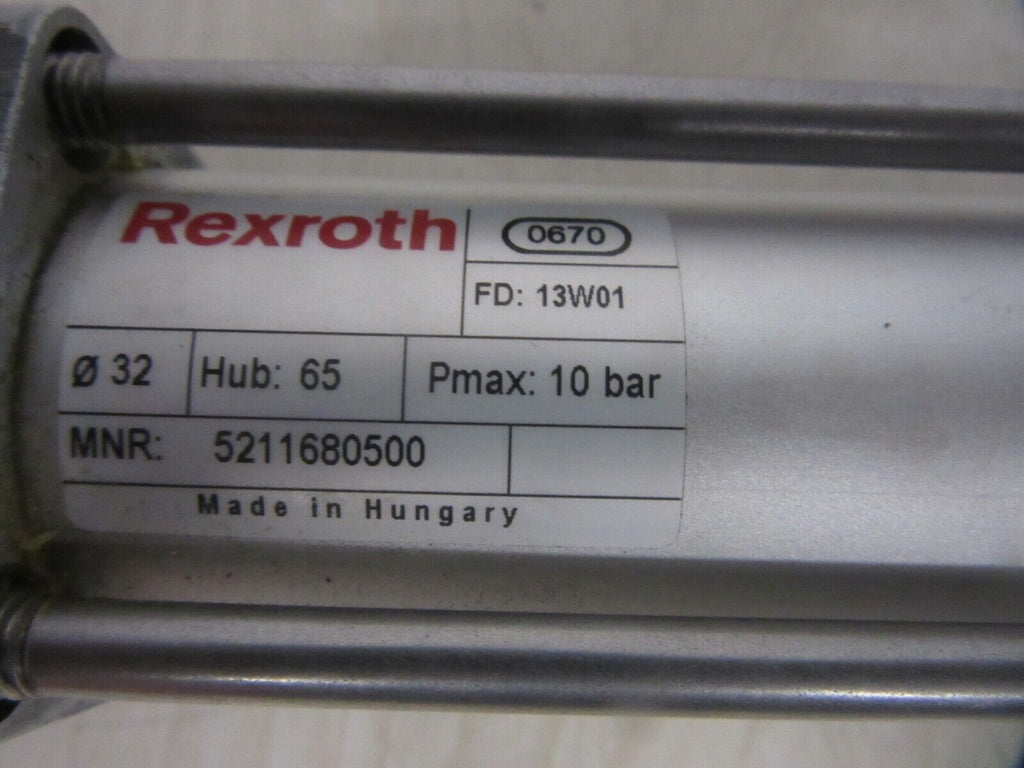 Rexroth
0670
FD: 13W01
Ø 32 Hub: 65 Pmax: 10 bar
MNR: 5211680500
Made in Hungary